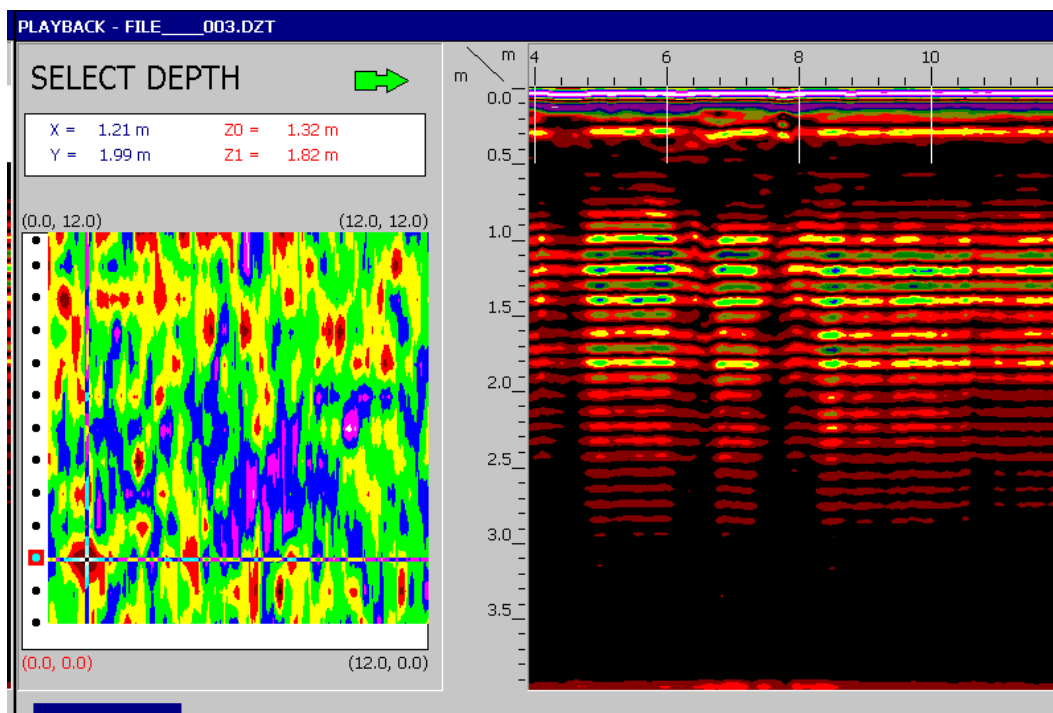 PLAYBACK - FILE____003.DZT
SELECT DEPTH
X = 1.21 m Z0 = 1.32 m
Y = 1.99 m Z1 = 1.82 m
(0.0, 12.0) (12.0, 12.0)
(0.0, 0.0) (12.0, 0.0)
m 4 6 8 10
m
0.0
0.5
1.0
1.5
2.0
2.5
3.0
3.5